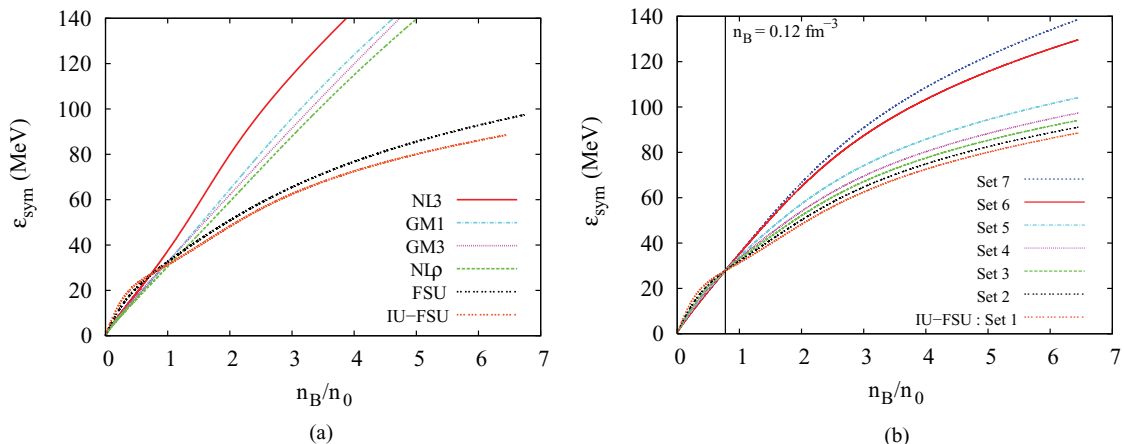 140
120
100
80
60
40
20
0
ε_sym (MeV)
NL3
GM1
GM3
NLρ
FSU
IU−FSU
0 1 2 3 4 5 6 7
n_B/n_0
(a)
140
120
100
80
60
40
20
0
ε_sym (MeV)
n_B = 0.12 fm^−3
Set 7
Set 6
Set 5
Set 4
Set 3
Set 2
IU−FSU : Set 1
0 1 2 3 4 5 6 7
n_B/n_0
(b)